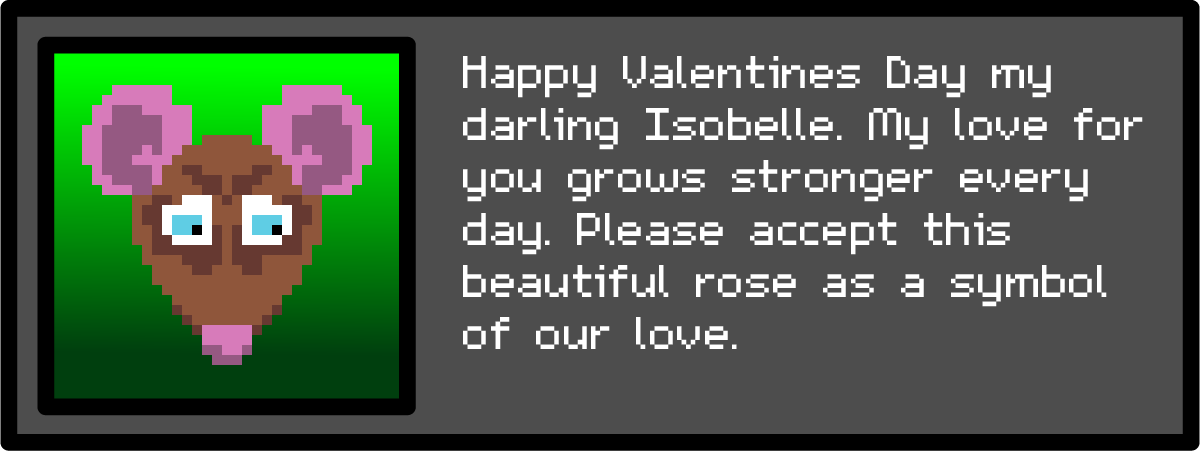 Happy Valentines Day my
darling Isobelle. My love for
you grows stronger every
day. Please accept this
beautiful rose as a symbol
of our love.